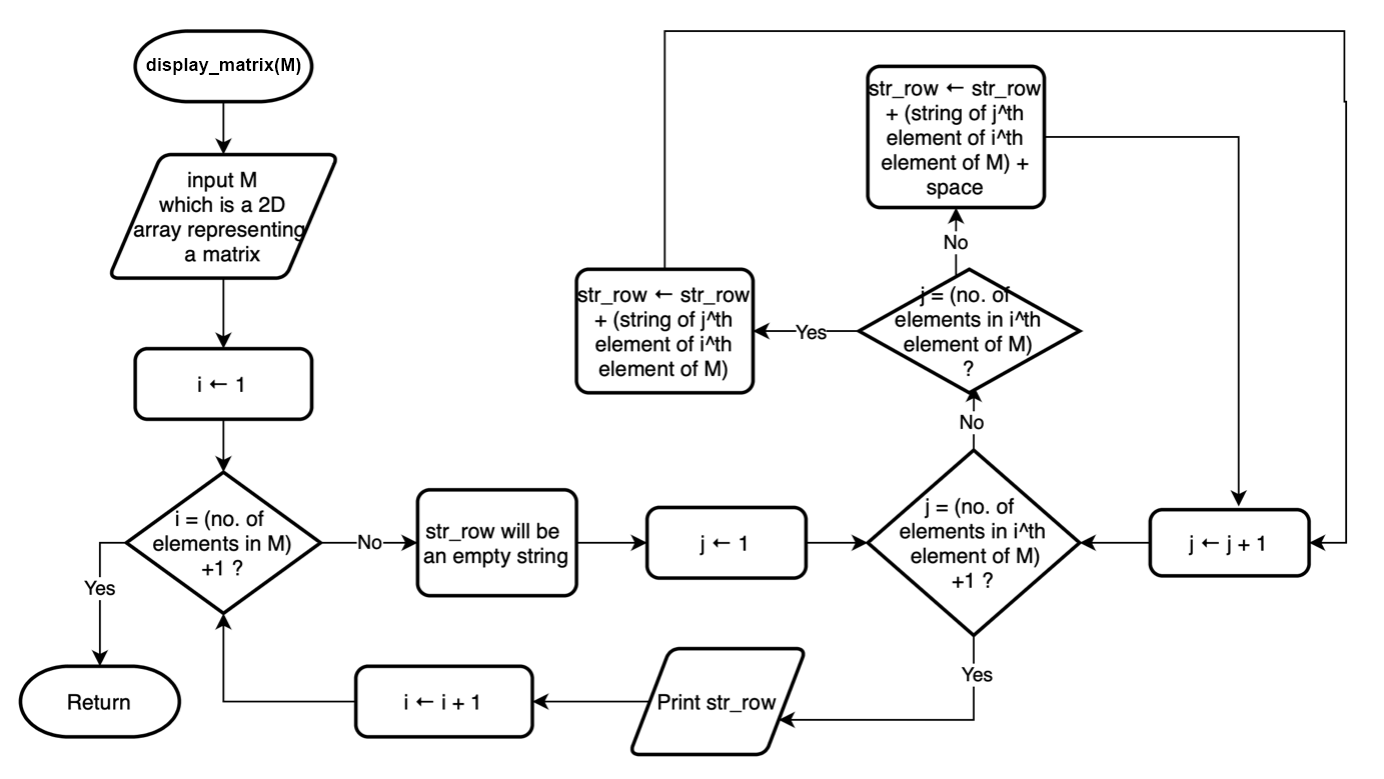 display_matrix(M)
input M
which is a 2D
array representing
a matrix
i ← 1
i = (no. of
elements in M)
+1 ?
Yes
Return
No
str_row will be
an empty string
j ← 1
j = (no. of
elements in i^th
element of M)
+1 ?
No
j = (no. of
elements in i^th
element of M)
?
Yes
str_row ← str_row
+ (string of j^th
element of i^th
element of M)
No
str_row ← str_row
+ (string of j^th
element of i^th
element of M) +
space
j ← j + 1
Yes
Print str_row
i ← i + 1